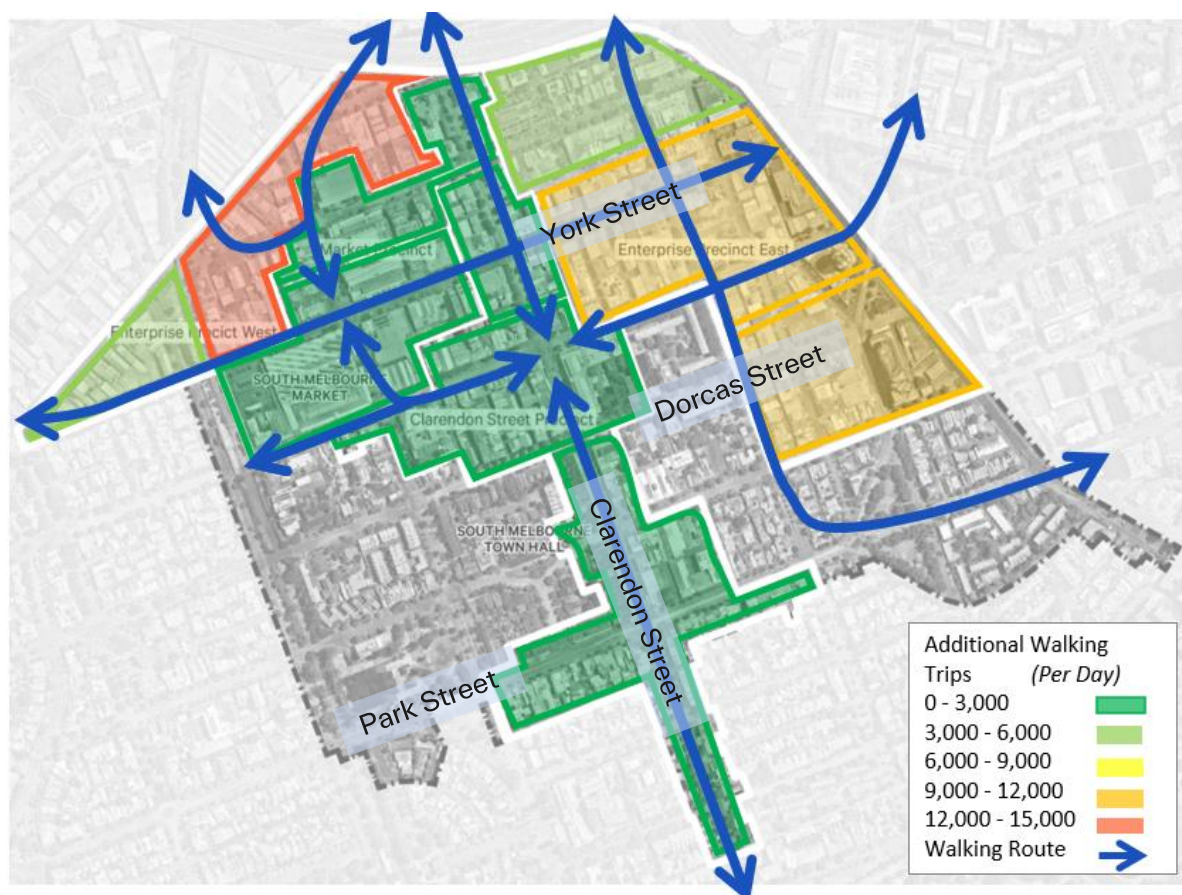 York Street
Market Precinct
Enterprise Precinct East
Enterprise Precict West
SOUTH MELBOURNE
MARKET
Dorcas Street
Clarendon Street Precinct
SOUTH MELBOURNE
TOWN HALL
Clarendon Street
Park Street
Additional Walking
Trips (Per Day)
0 - 3,000
3,000 - 6,000
6,000 - 9,000
9,000 - 12,000
12,000 - 15,000
Walking Route